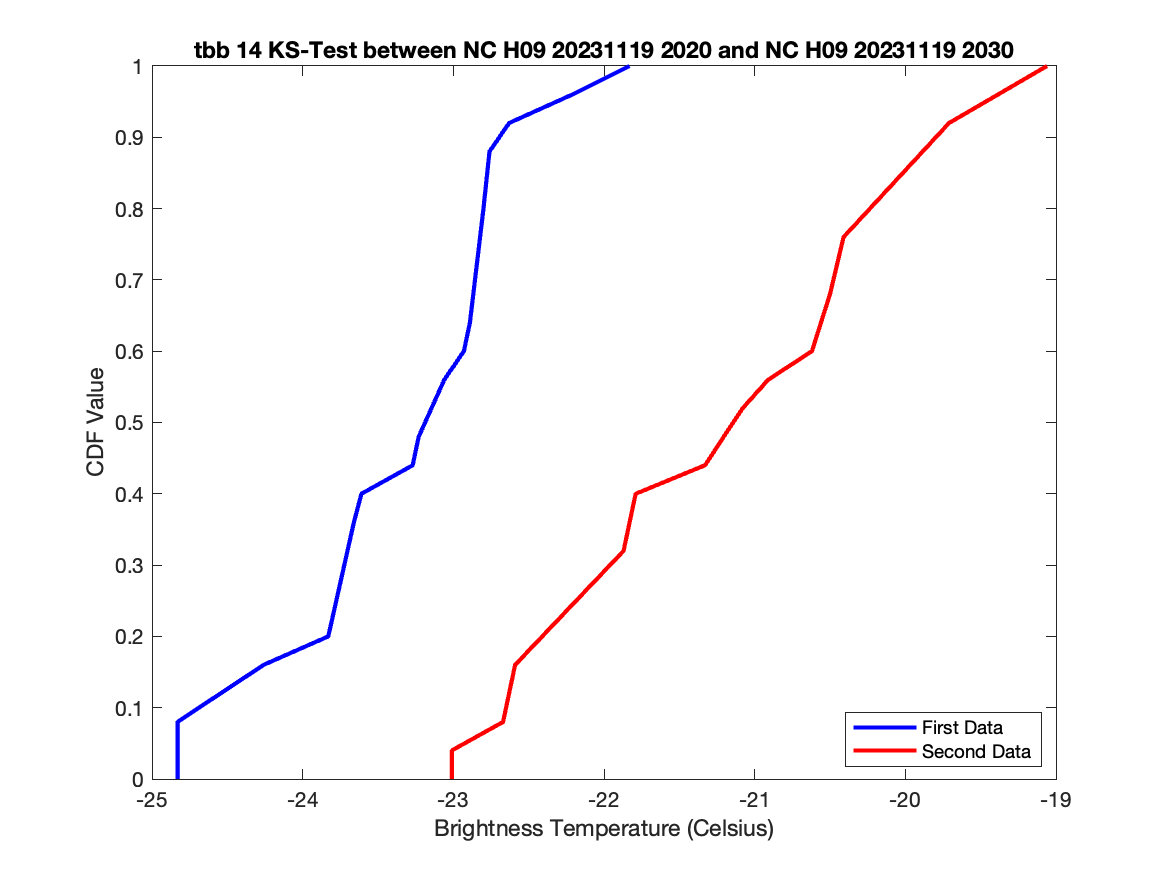 tbb 14 KS-Test between NC H09 20231119 2020 and NC H09 20231119 2030
1
0.9
0.8
0.7
0.6
0.5
0.4
0.3
0.2
0.1
0
CDF Value
First Data
Second Data
-25 -24 -23 -22 -21 -20 -19
Brightness Temperature (Celsius)